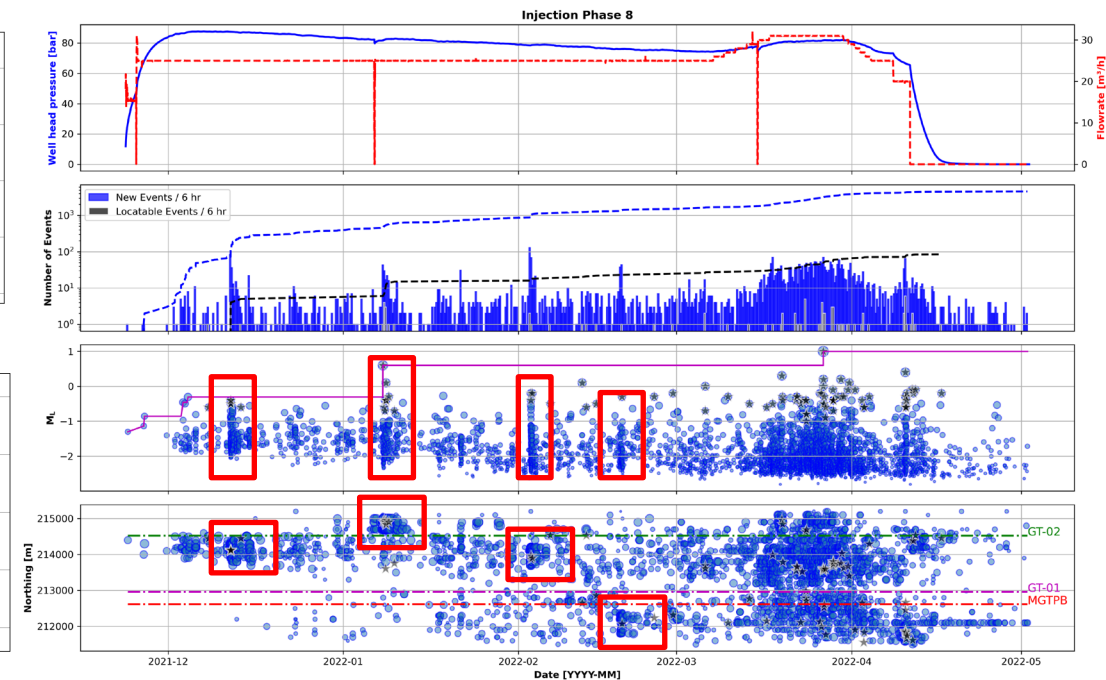 Injection Phase 8
Well head pressure [bar]
80
60
40
20
0
30
20
10
0
Flowrate [m³/h]
Number of Events
10³
10²
10¹
10⁰
New Events / 6 hr
Locatable Events / 6 hr
M_L
1
0
−1
−2
Northing [m]
215000
214000
213000
212000
GT-02
GT-01
MGTPB
2021-12
2022-01
2022-02
2022-03
2022-04
2022-05
Date [YYYY-MM]